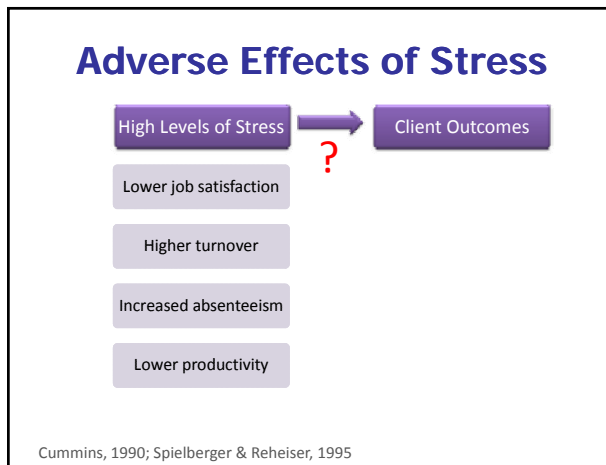 Adverse Effects of Stress
High Levels of Stress
Client Outcomes
?
Lower job satisfaction
Higher turnover
Increased absenteeism
Lower productivity
Cummins, 1990; Spielberger & Reheiser, 1995